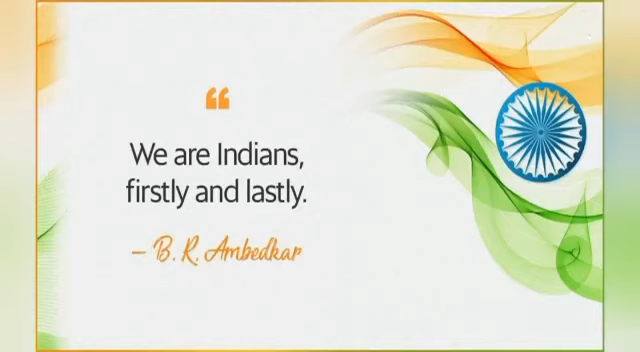 “
We are Indians,
firstly and lastly.
– B. R. Ambedkar